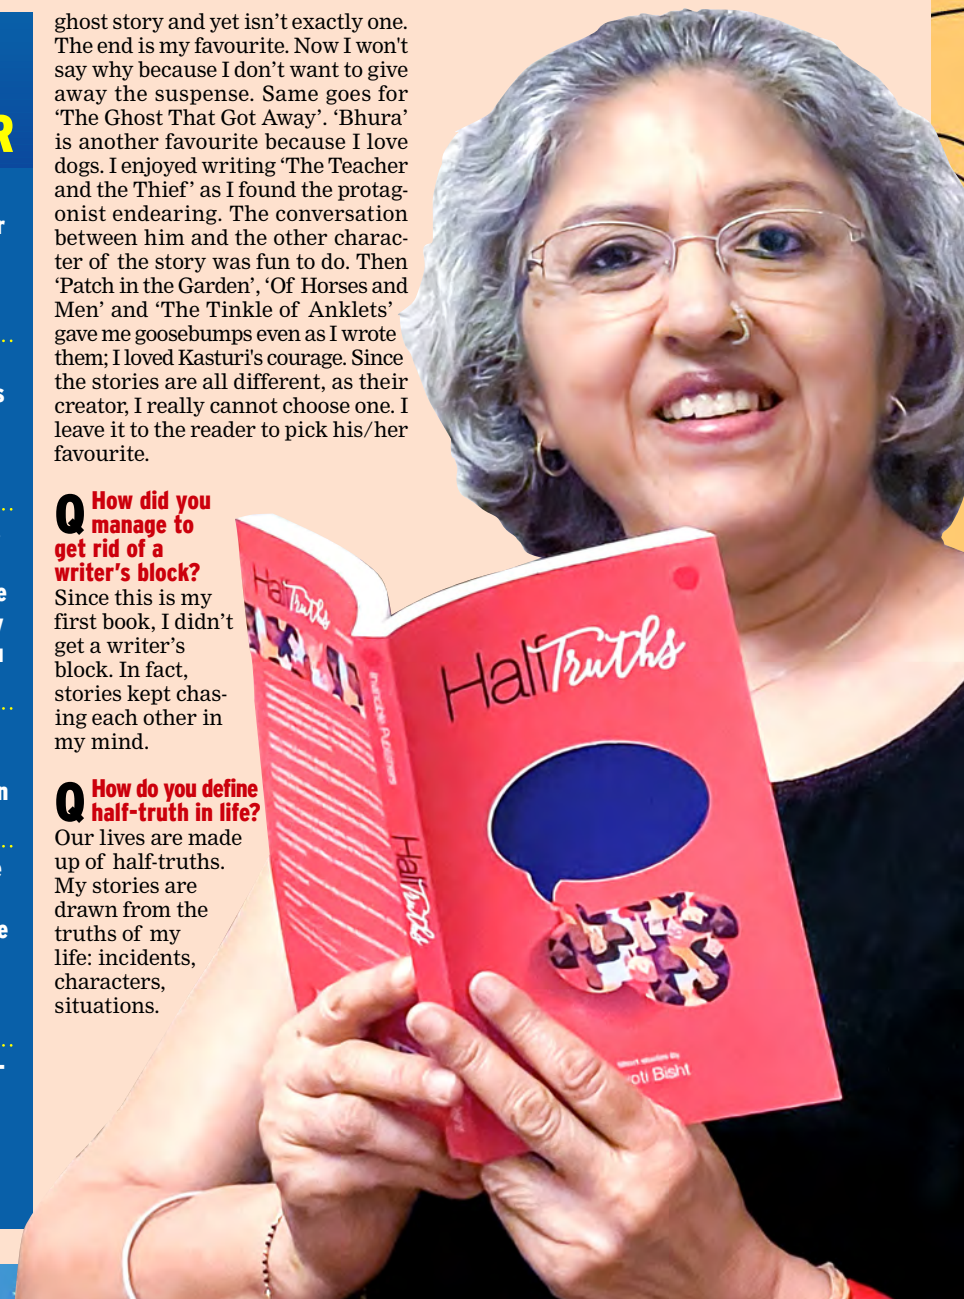 ghost story and yet isn’t exactly one.
The end is my favourite. Now I won't
say why because I don’t want to give
away the suspense. Same goes for
‘The Ghost That Got Away’. ‘Bhura’
is another favourite because I love
dogs. I enjoyed writing ‘The Teacher
and the Thief’ as I found the protag-
onist endearing. The conversation
between him and the other charac-
ter of the story was fun to do. Then
‘Patch in the Garden’, ‘Of Horses and
Men’ and ‘The Tinkle of Anklets’
gave me goosebumps even as I wrote
them; I loved Kasturi's courage. Since
the stories are all different, as their
creator, I really cannot choose one. I
leave it to the reader to pick his/her
favourite.
Q How did you
manage to
get rid of a
writer’s block?
Since this is my
first book, I didn’t
get a writer’s
block. In fact,
stories kept chas-
ing each other in
my mind.
Q How do you define
half-truth in life?
Our lives are made
up of half-truths.
My stories are
drawn from the
truths of my
life: incidents,
characters,
situations.
Half Truths
Invincible Publishers
Half Truths
Half Truths
short stories by
yoti Bisht